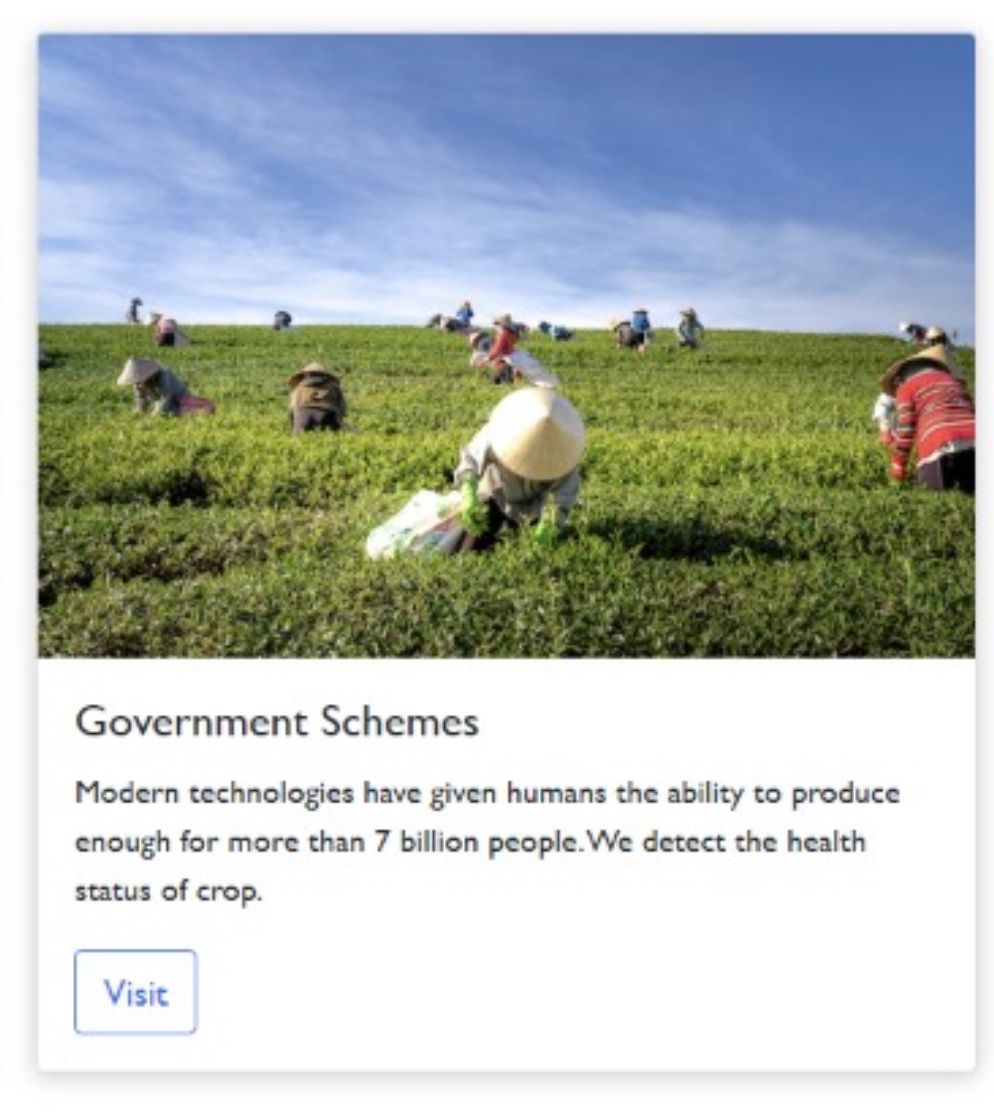 Government Schemes
Modern technologies have given humans the ability to produce
enough for more than 7 billion people.We detect the health
status of crop.
Visit